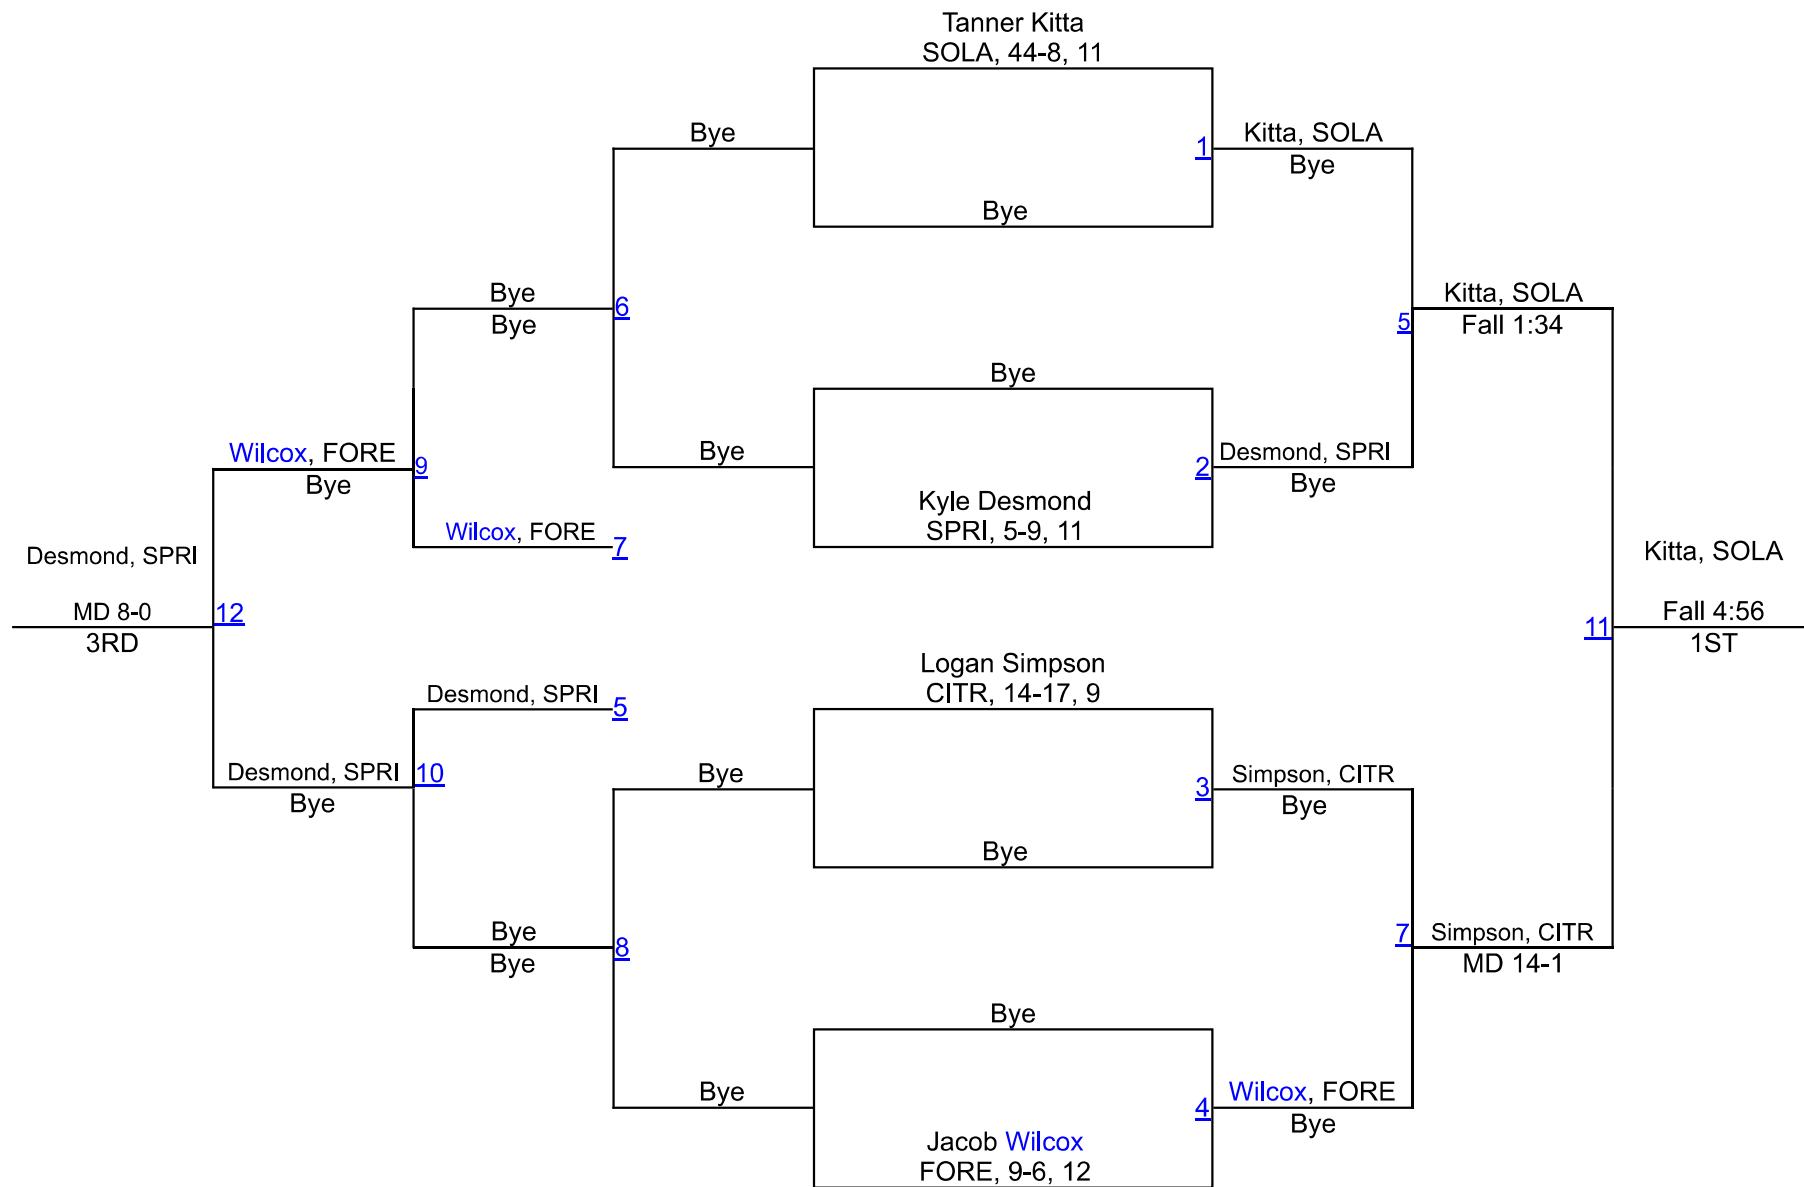 Tanner Kitta
SOLA, 44-8, 11
Bye
1
Kitta, SOLA
Bye
Bye
Bye
Bye
6
Kitta, SOLA
Fall 1:34
5
Bye
Wilcox, FORE
Bye
9
Bye
2
Desmond, SPRI
Bye
Kyle Desmond
SPRI, 5-9, 11
Wilcox, FORE
7
Desmond, SPRI
MD 8-0
3RD
12
Kitta, SOLA
Fall 4:56
1ST
11
Logan Simpson
CITR, 14-17, 9
Desmond, SPRI
5
Desmond, SPRI
Bye
10
Bye
3
Simpson, CITR
Bye
Bye
Bye
Bye
8
7
Simpson, CITR
MD 14-1
Bye
Bye
4
Wilcox, FORE
Bye
Jacob Wilcox
FORE, 9-6, 12